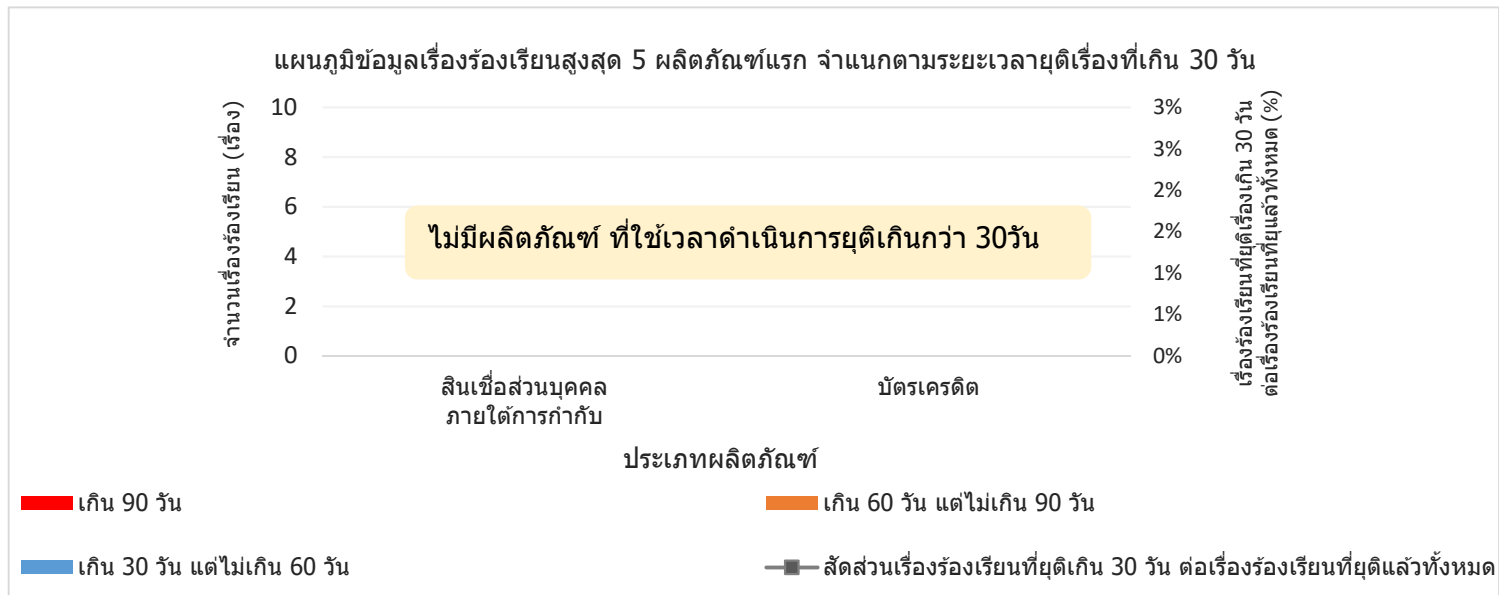 แผนภูมิข้อมูลเรื่องร้องเรียนสูงสุด 5 ผลิตภัณฑ์แรก จำแนกตามระยะเวลายุติเรื่องที่เกิน 30 วัน
จำนวนเรื่องร้องเรียน (เรื่อง)
10
8
6
4
2
0
ไม่มีผลิตภัณฑ์ ที่ใช้เวลาดำเนินการยุติเกินกว่า 30วัน
3%
3%
2%
2%
1%
1%
0%
เรื่องร้องเรียนที่ยุติเรื่องเกิน 30 วัน
ต่อเรื่องร้องเรียนที่ยุแล้วทั้งหมด (%)
สินเชื่อส่วนบุคคล
ภายใต้การกำกับ
บัตรเครดิต
ประเภทผลิตภัณฑ์
เกิน 90 วัน
เกิน 60 วัน แต่ไม่เกิน 90 วัน
เกิน 30 วัน แต่ไม่เกิน 60 วัน
สัดส่วนเรื่องร้องเรียนที่ยุติเกิน 30 วัน ต่อเรื่องร้องเรียนที่ยุติแล้วทั้งหมด